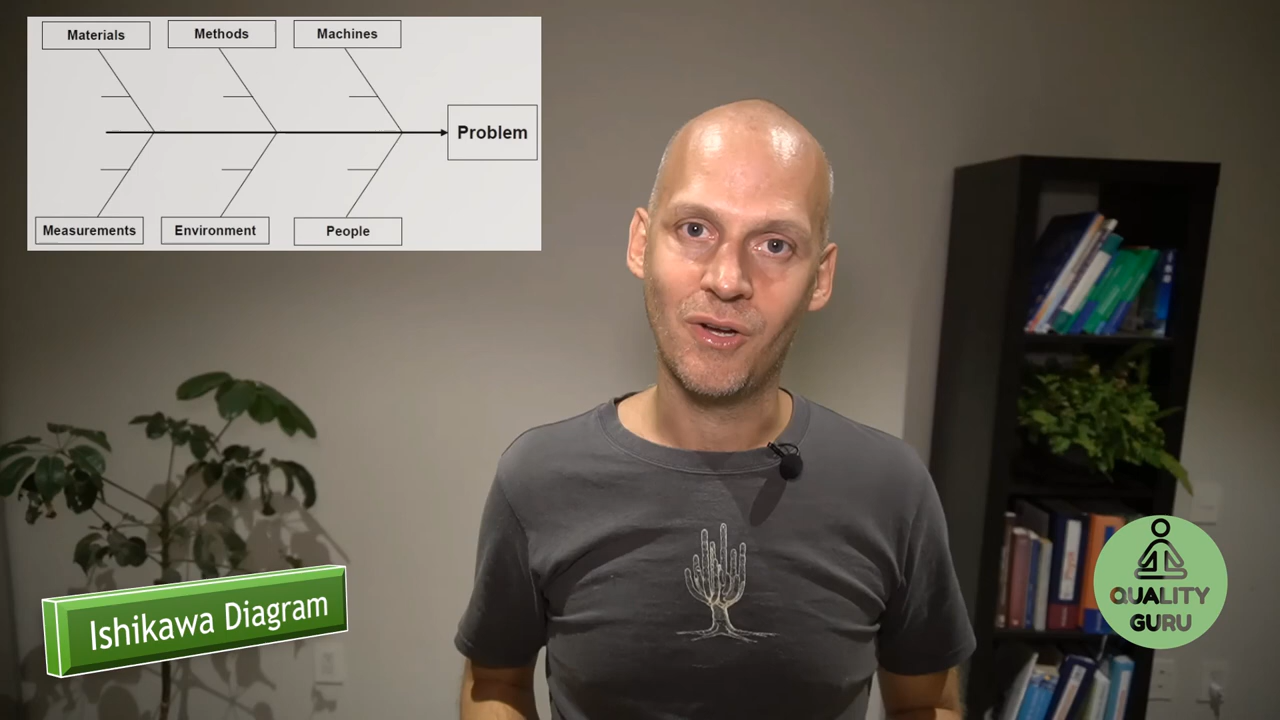 Materials
Methods
Machines
Problem
Measurements
Environment
People
Ishikawa Diagram
QUALITY
GURU